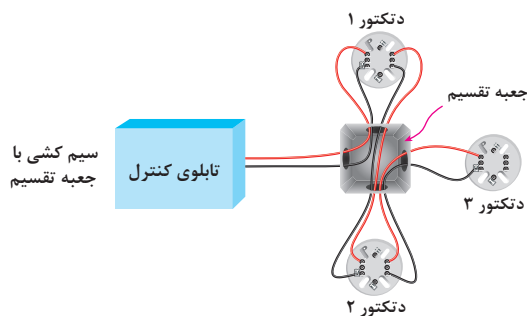 دتکتور ۱
جعبه تقسیم
سیم کشی با
جعبه تقسیم
تابلوی کنترل
دتکتور ۳
دتکتور ۲